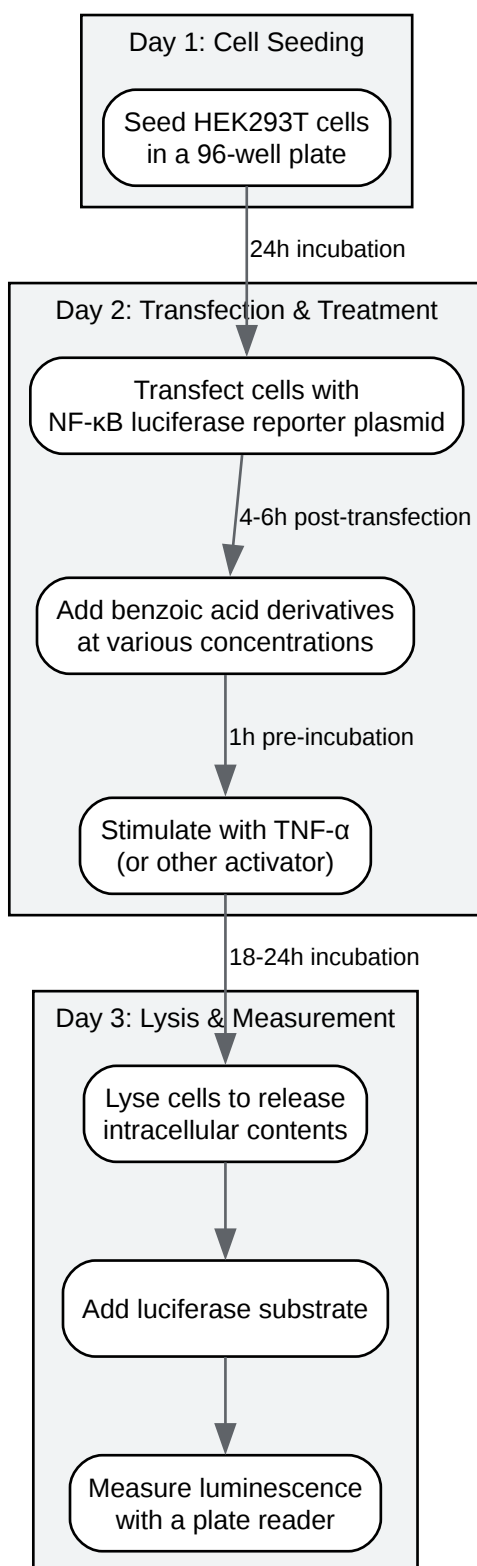 Day 1: Cell Seeding
Seed HEK293T cells
in a 96-well plate
24h incubation
Day 2: Transfection & Treatment
Transfect cells with
NF-κB luciferase reporter plasmid
4-6h post-transfection
Add benzoic acid derivatives
at various concentrations
1h pre-incubation
Stimulate with TNF-α
(or other activator)
18-24h incubation
Day 3: Lysis & Measurement
Lyse cells to release
intracellular contents
Add luciferase substrate
Measure luminescence
with a plate reader